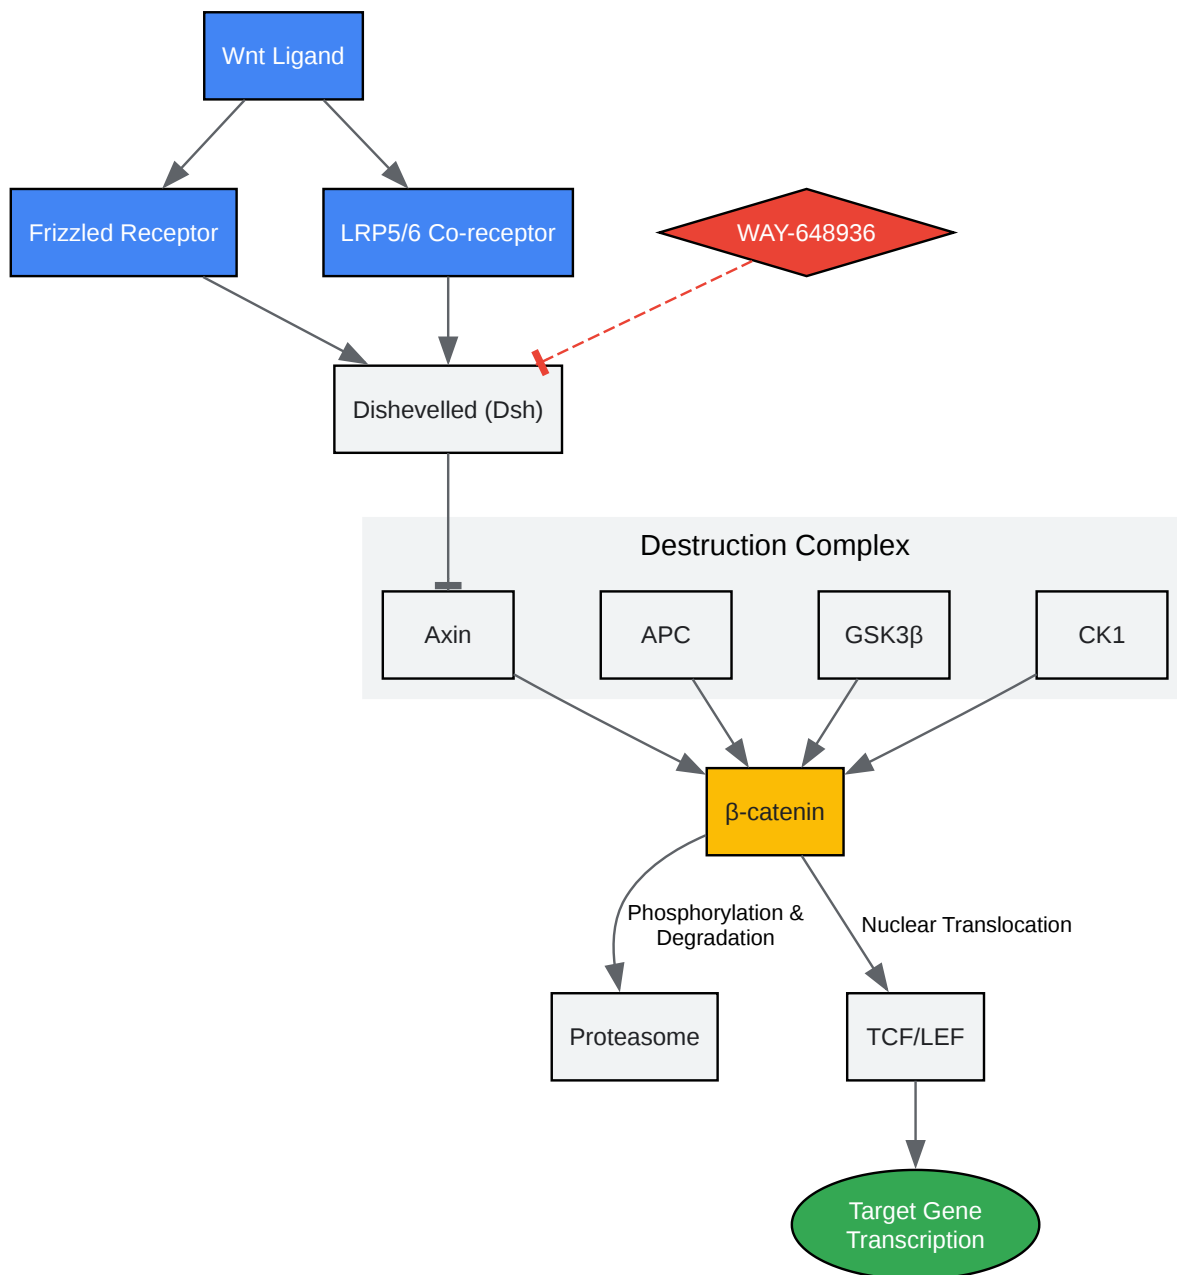 Wnt Ligand
Frizzled Receptor
LRP5/6 Co-receptor
WAY-648936
Dishevelled (Dsh)
Destruction Complex
Axin
APC
GSK3β
CK1
β-catenin
Phosphorylation &
Degradation
Nuclear Translocation
Proteasome
TCF/LEF
Target Gene
Transcription